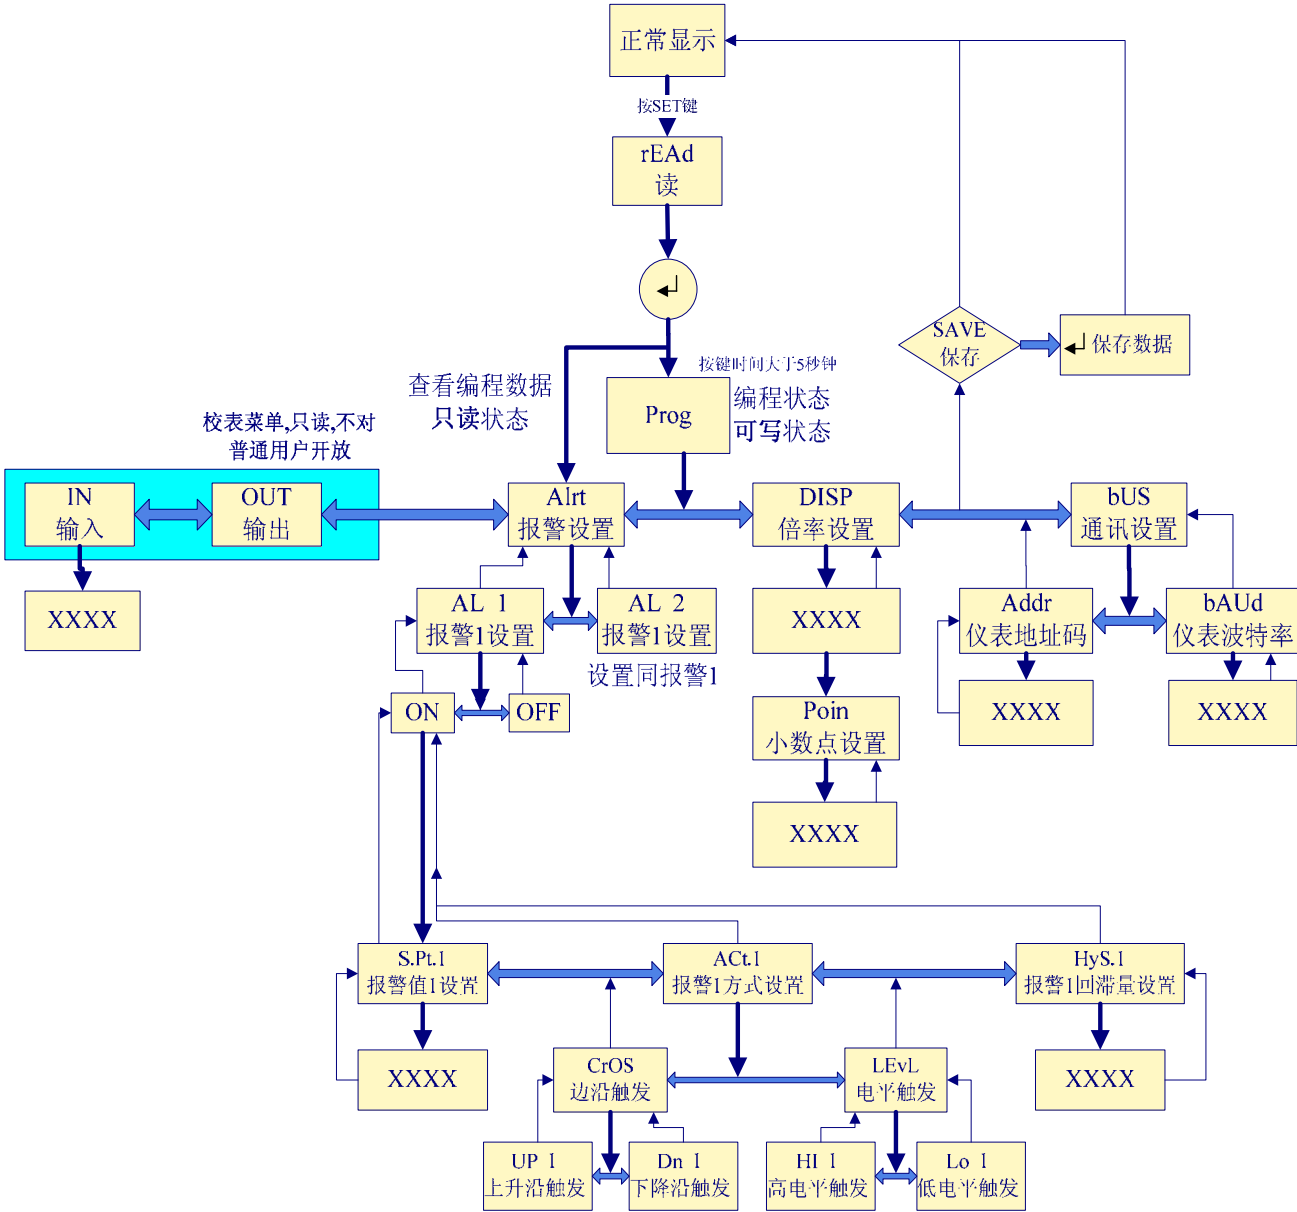 正常显示
按SET键
rEAd
读
SAVE
保存
保存数据
按键时间大于5秒钟
查看编程数据
只读状态
Prog
编程状态
可写状态
校表菜单,只读,不对
普通用户开放
IN
输入
OUT
输出
Alrt
报警设置
DISP
倍率设置
bUS
通讯设置
XXXX
AL 1
报警1设置
AL 2
报警1设置
XXXX
Addr
仪表地址码
bAUd
仪表波特率
设置同报警1
ON
OFF
Poin
小数点设置
XXXX
XXXX
XXXX
S.Pt.1
报警值1设置
ACt.1
报警1方式设置
HyS.1
报警1回滞量设置
XXXX
CrOS
边沿触发
LEvL
电平触发
XXXX
UP 1
上升沿触发
Dn 1
下降沿触发
HI 1
高电平触发
Lo 1
低电平触发